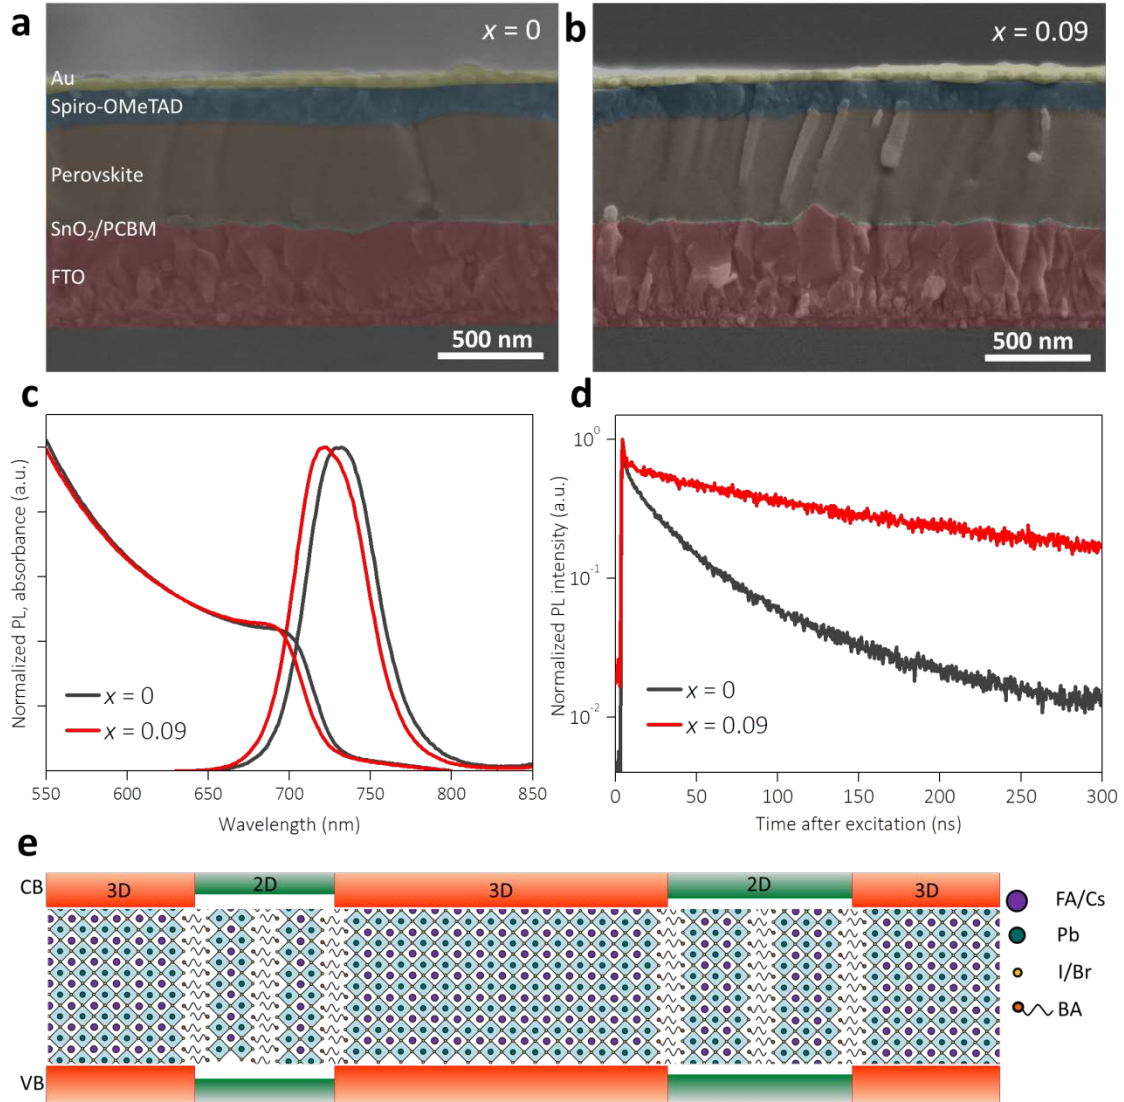 a
x = 0
Au
Spiro-OMeTAD
Perovskite
SnO₂/PCBM
FTO
500 nm
b
x = 0.09
500 nm
c
Normalized PL, absorbance (a.u.)
x = 0
x = 0.09
550 600 650 700 750 800 850
Wavelength (nm)
d
Normalized PL intensity (a.u.)
10⁰
10⁻¹
10⁻²
x = 0
x = 0.09
0 50 100 150 200 250 300
Time after excitation (ns)
e
CB
3D 2D 3D 2D 3D
VB
FA/Cs
Pb
I/Br
BA